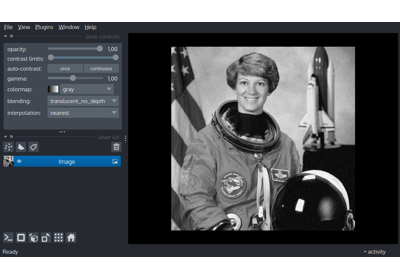 File View Plugins Window Help
layer controls
opacity: 1,00
contrast limits:
auto-contrast: once continuous
gamma: 1,00
colormap: gray
blending: translucent_no_depth
interpolation: nearest
layer list
Image
Ready activity